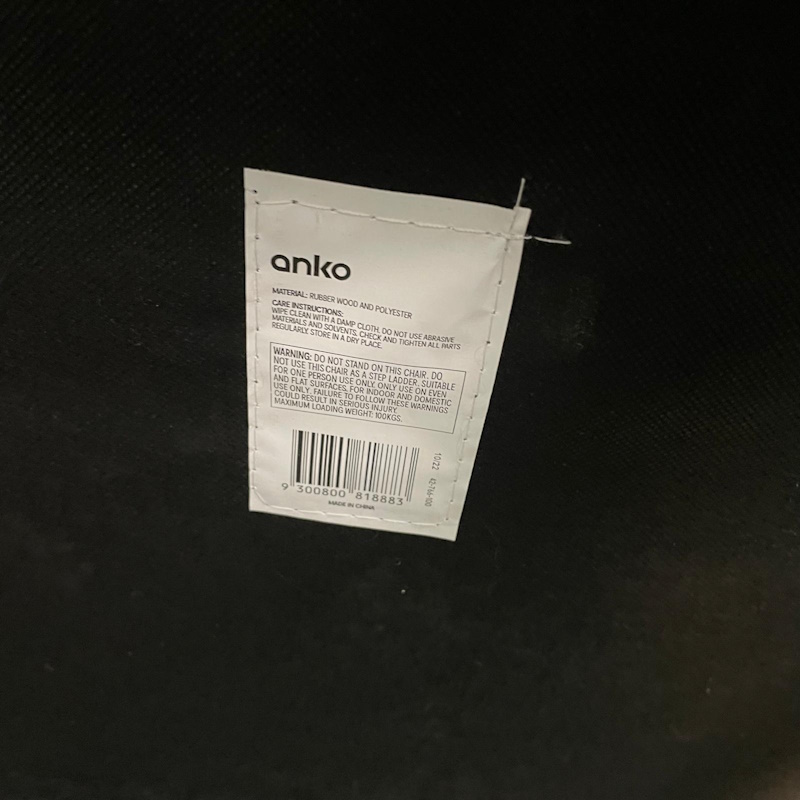 anko
MATERIAL: RUBBER WOOD AND POLYESTER
CARE INSTRUCTIONS:
WIPE CLEAN WITH A DAMP CLOTH. DO NOT USE ABRASIVE
MATERIALS AND SOLVENTS. CHECK AND TIGHTEN ALL PARTS
REGULARLY. STORE IN A DRY PLACE.
WARNING: DO NOT STAND ON THIS CHAIR. DO
NOT USE THIS CHAIR AS A STEP LADDER. SUITABLE
FOR ONE PERSON USE ONLY. ONLY USE ON EVEN
AND FLAT SURFACES. FOR INDOOR AND DOMESTIC
USE ONLY. FAILURE TO FOLLOW THESE WARNINGS
COULD RESULT IN SERIOUS INJURY.
MAXIMUM LOADING WEIGHT: 100KGS.
9 300800 818883
MADE IN CHINA
10/22